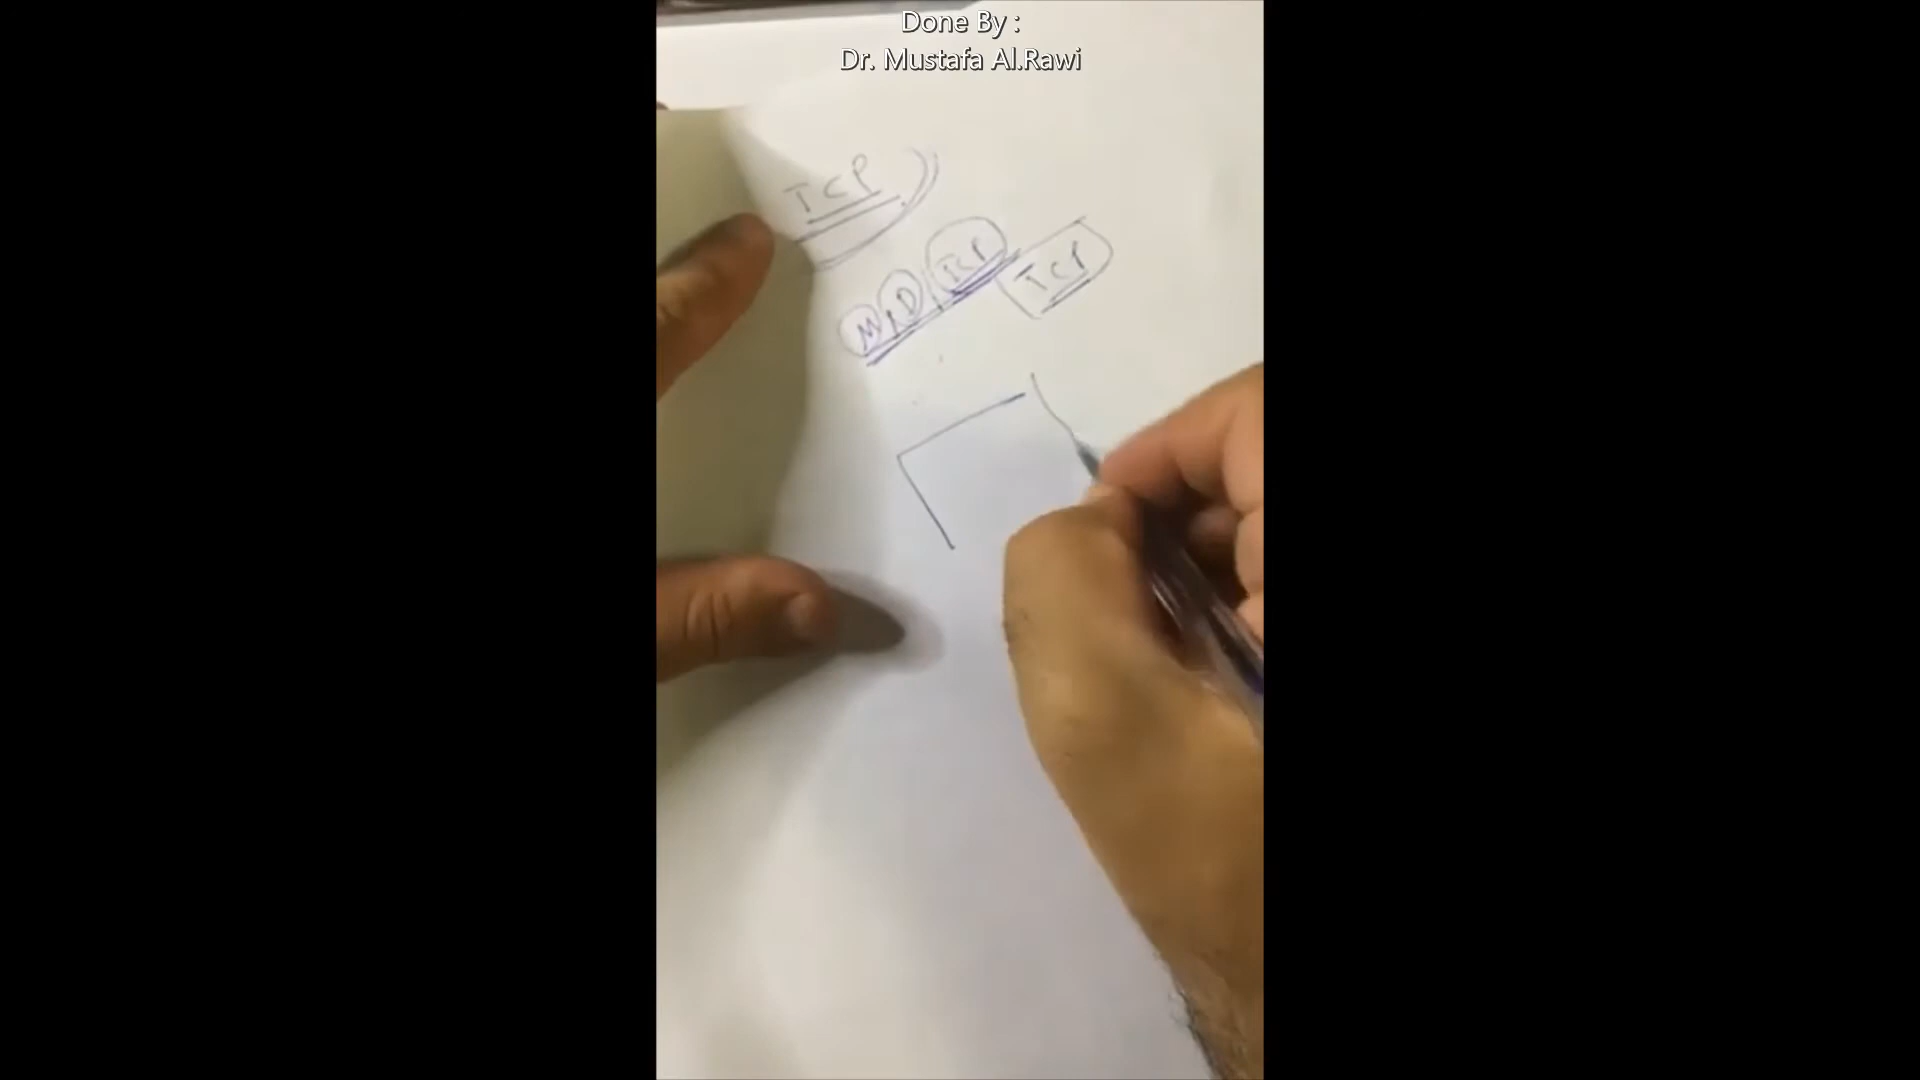 Done By :
Dr. Mustafa Al.Rawi
TCP
M, D, TCP